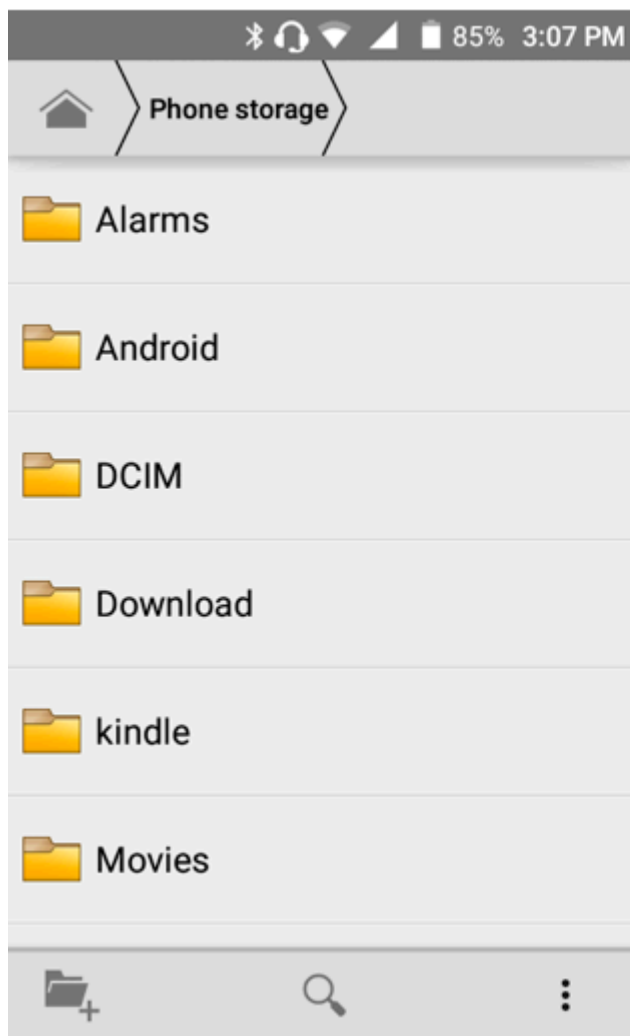 85% 3:07 PM
Phone storage
Alarms
Android
DCIM
Download
kindle
Movies